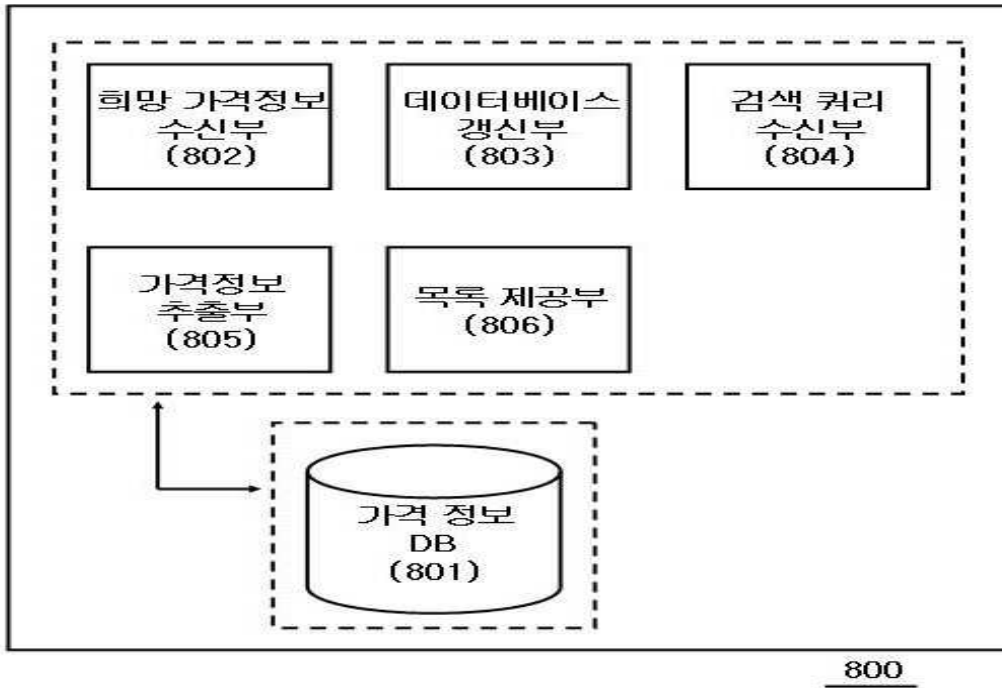 희망 가격정보
수신부
(802)
데이터베이스
갱신부
(803)
검색 쿼리
수신부
(804)
가격정보
추출부
(805)
목록 제공부
(806)
가격 정보
DB
(801)
800